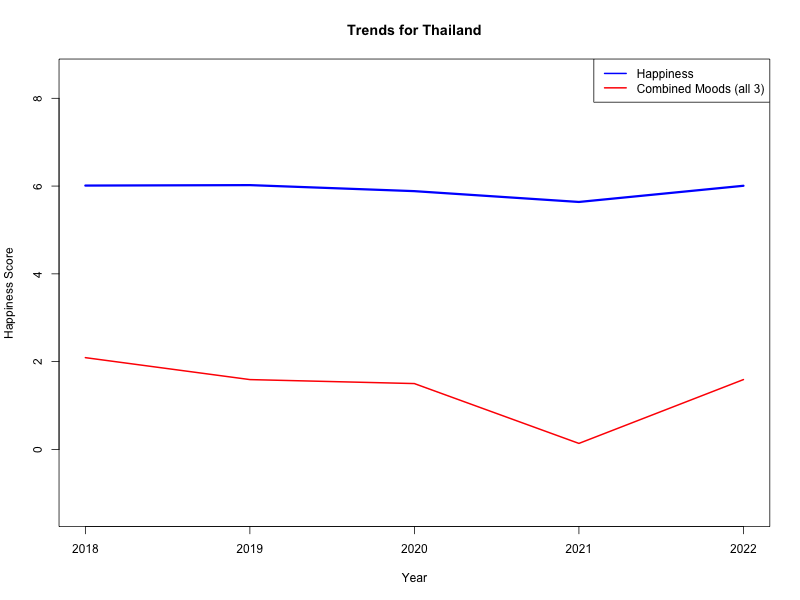 Trends for Thailand
Happiness
Combined Moods (all 3)
Happiness Score
8
6
4
2
0
2018 2019 2020 2021 2022
Year